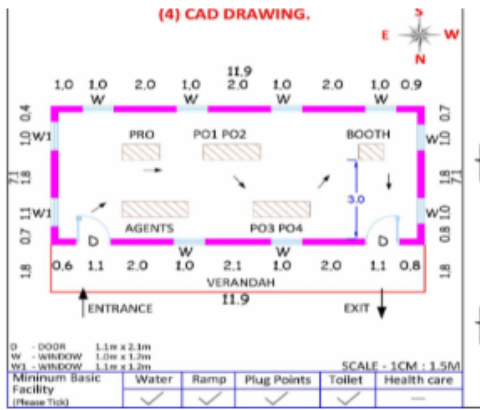 (4) CAD DRAWING.
S
E W
N
11.9
1.0 1.0 2.0 1.0 2.0 1.0 2.0 1.0 0.9
W W W W
0.4 0.7
PRO PO1 PO2 BOOTH
W1 1.0 W 1.0
7.1 1.8 1.8 7.1
3.0
W1 1.1 W 1.0
AGENTS PO3 PO4
0.7 D D 0.8
W W
1.8 0.6 1.1 2.0 1.0 2.1 1.0 2.0 1.1 0.8 1.8
VERANDAH
11.9
ENTRANCE EXIT
D - DOOR 1.1m x 2.1m
W - WINDOW 1.0m x 1.2m
W1 - WINDOW 1.1m x 1.2m
SCALE - 1CM : 1.5M
Mininum Basic Facility (Please Tick) Water Ramp Plug Points Toilet Health care